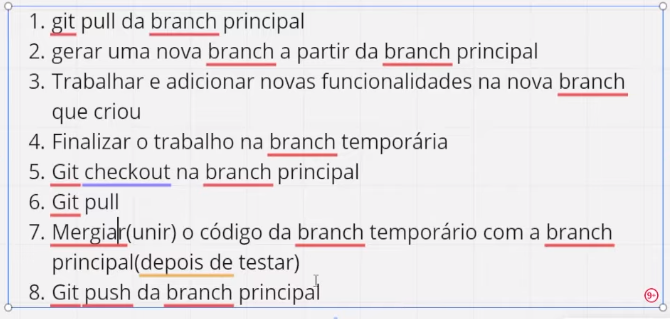 1. git pull da branch principal
2. gerar uma nova branch a partir da branch principal
3. Trabalhar e adicionar novas funcionalidades na nova branch
que criou
4. Finalizar o trabalho na branch temporária
5. Git checkout na branch principal
6. Git pull
7. Mergiar(unir) o código da branch temporário com a branch
principal(depois de testar)
8. Git push da branch principal
9+